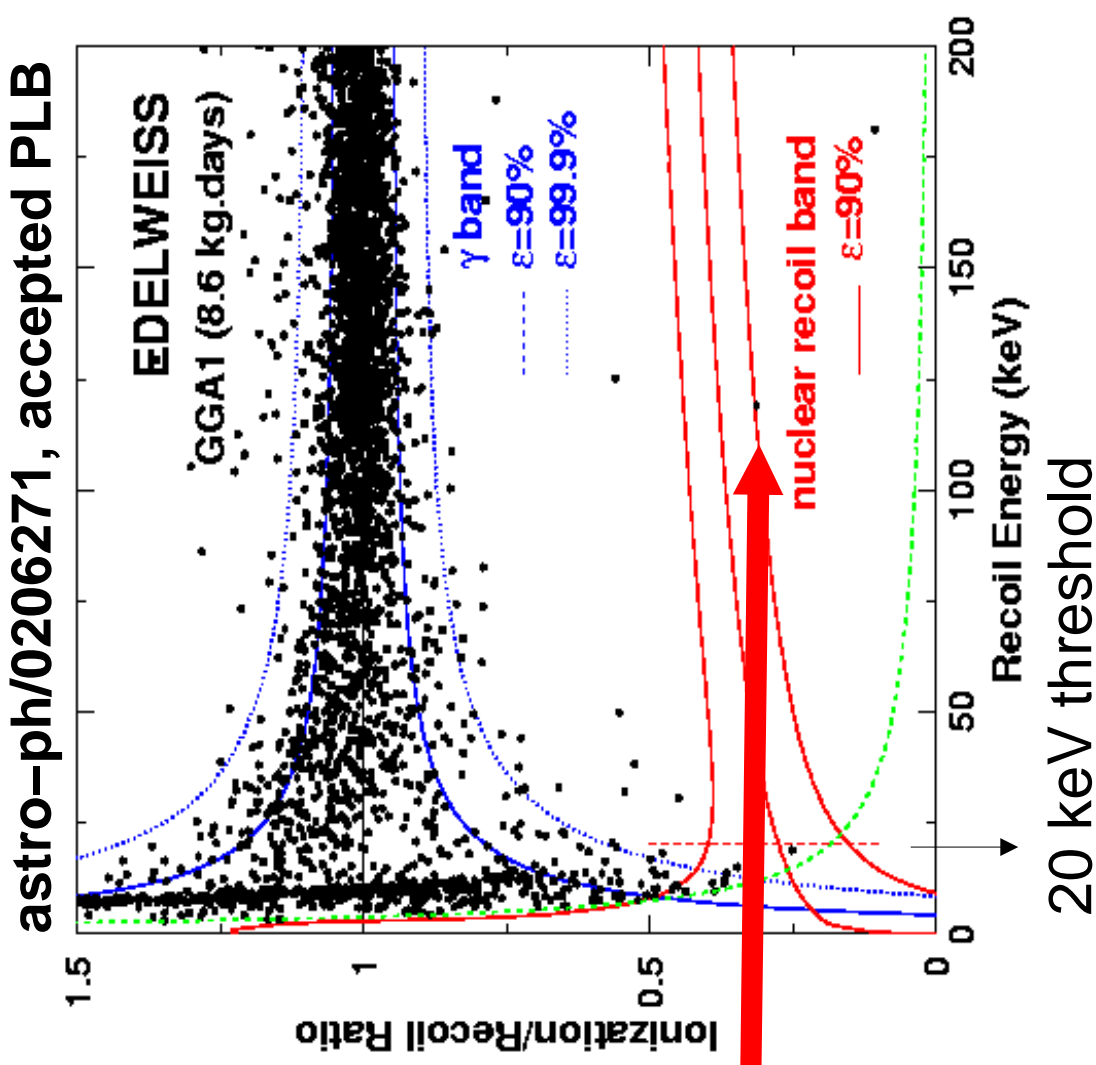 astro-ph/0206271, accepted PLB
EDELWEISS
GGA1 (8.6 kg.days)
γ band
ε=90%
ε=99.9%
nuclear recoil band
ε=90%
Ionization/Recoil Ratio
1.5
1
0.5
0
0
50
100
150
200
Recoil Energy (keV)
20 keV threshold